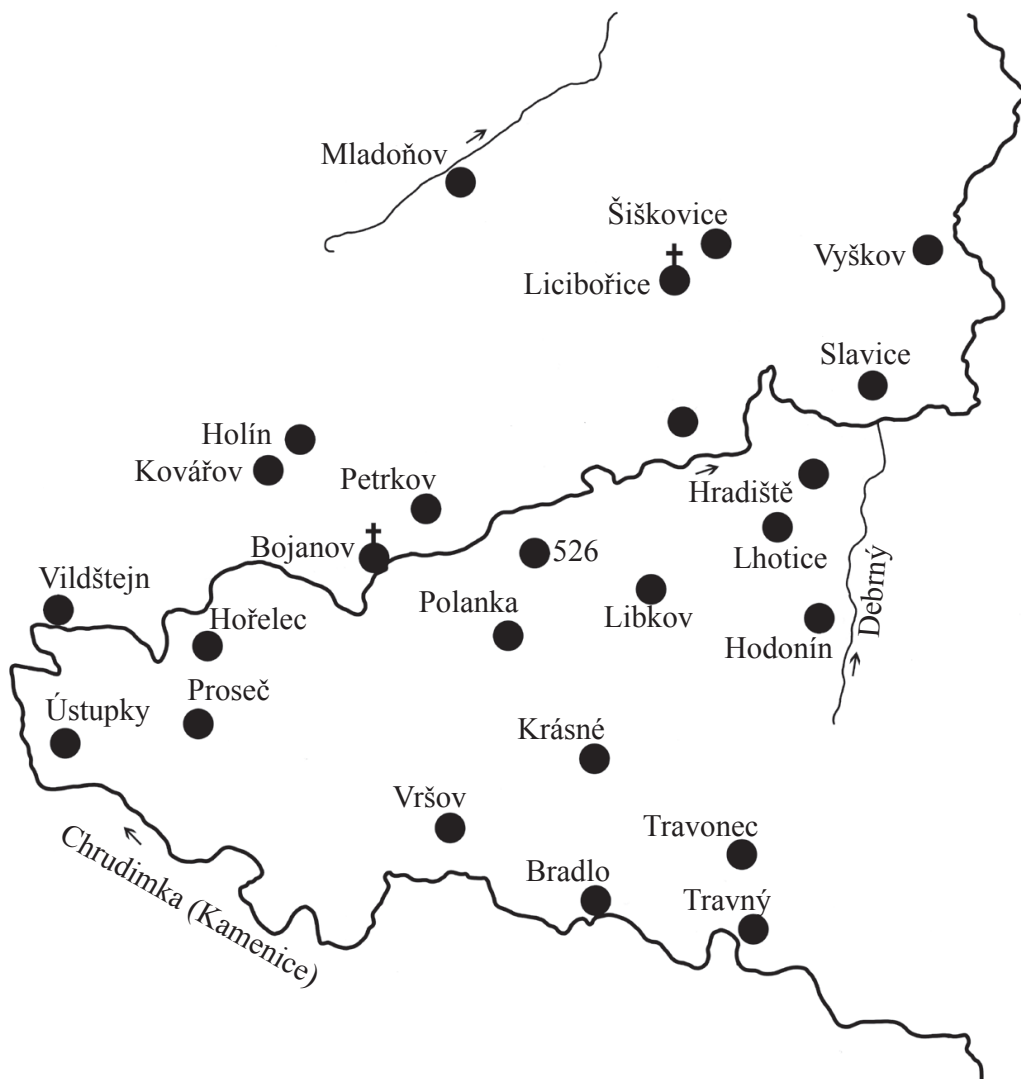 Mladoňov
Šiškovice
Vyškov
Licibořice
Slavice
Holín
Kovářov
Petrkov
Hradiště
Bojanov
526
Lhotice
Vildštejn
Polanka
Libkov
Debrný
Hořelec
Hodonín
Proseč
Ústupky
Krásné
Vršov
Travonec
Chrudimka (Kamenice)
Bradlo
Travný